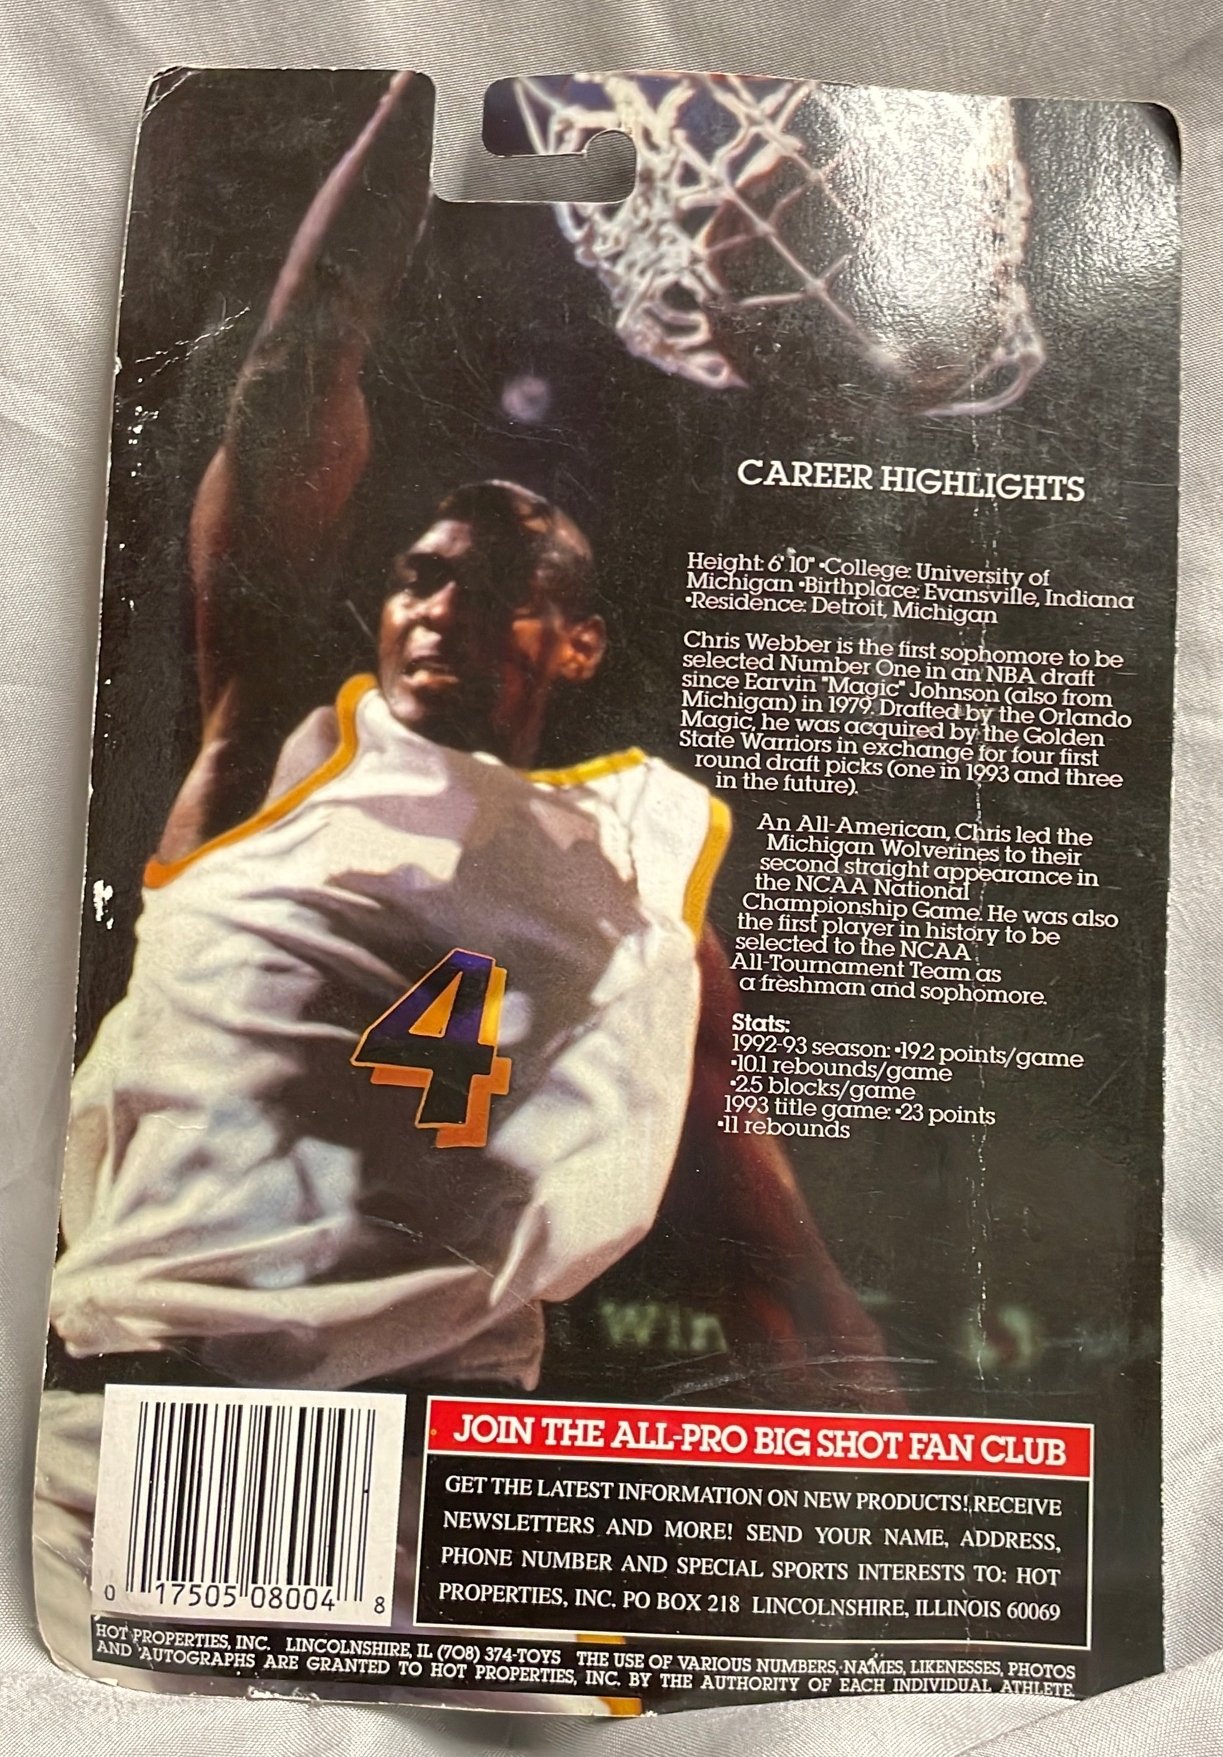 CAREER HIGHLIGHTS
Height: 6' 10" •College: University of
Michigan •Birthplace: Evansville, Indiana
•Residence: Detroit, Michigan
Chris Webber is the first sophomore to be
selected Number One in an NBA draft
since Earvin "Magic" Johnson (also from
Michigan) in 1979. Drafted by the Orlando
Magic, he was acquired by the Golden
State Warriors in exchange for four first
round draft picks (one in 1993 and three
in the future).
An All-American, Chris led the
Michigan Wolverines to their
second straight appearance in
the NCAA National
Championship Game. He was also
the first player in history to be
selected to the NCAA
All-Tournament Team as
a freshman and sophomore.
Stats:
1992-93 season: •19.2 points/game
•10.1 rebounds/game
•2.5 blocks/game
1993 title game: •23 points
•11 rebounds
4
Win
JOIN THE ALL-PRO BIG SHOT FAN CLUB
GET THE LATEST INFORMATION ON NEW PRODUCTS! RECEIVE
NEWSLETTERS AND MORE! SEND YOUR NAME, ADDRESS,
PHONE NUMBER AND SPECIAL SPORTS INTERESTS TO: HOT
PROPERTIES, INC. PO BOX 218 LINCOLNSHIRE, ILLINOIS 60069
0 17505 08004 8
HOT PROPERTIES, INC. LINCOLNSHIRE, IL (708) 374-TOYS THE USE OF VARIOUS NUMBERS, NAMES, LIKENESSES, PHOTOS
AND AUTOGRAPHS ARE GRANTED TO HOT PROPERTIES, INC. BY THE AUTHORITY OF EACH INDIVIDUAL ATHLETE.